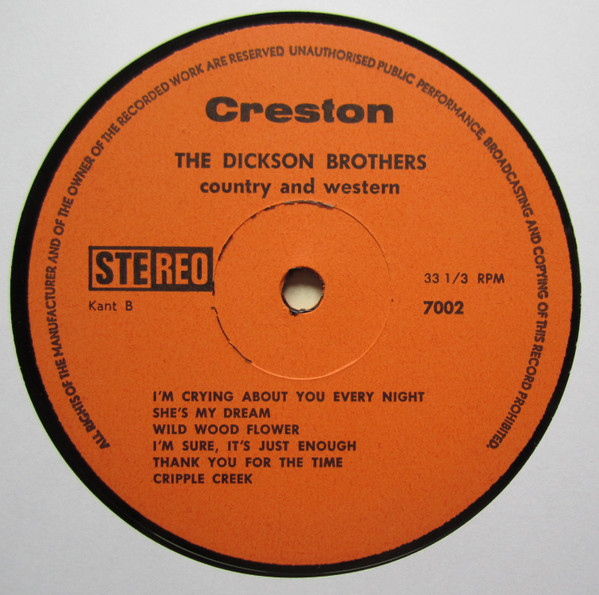 ALL RIGHTS OF THE MANUFACTURER AND OF THE OWNER OF THE RECORDED WORK ARE RESERVED UNAUTHORISED PUBLIC PERFORMANCE, BROADCASTING AND COPYING OF THIS RECORD PROHIBITED.
Creston
THE DICKSON BROTHERS
country and western
STEREO
33 1/3 RPM
Kant B
7002
I'M CRYING ABOUT YOU EVERY NIGHT
SHE'S MY DREAM
WILD WOOD FLOWER
I'M SURE, IT'S JUST ENOUGH
THANK YOU FOR THE TIME
CRIPPLE CREEK